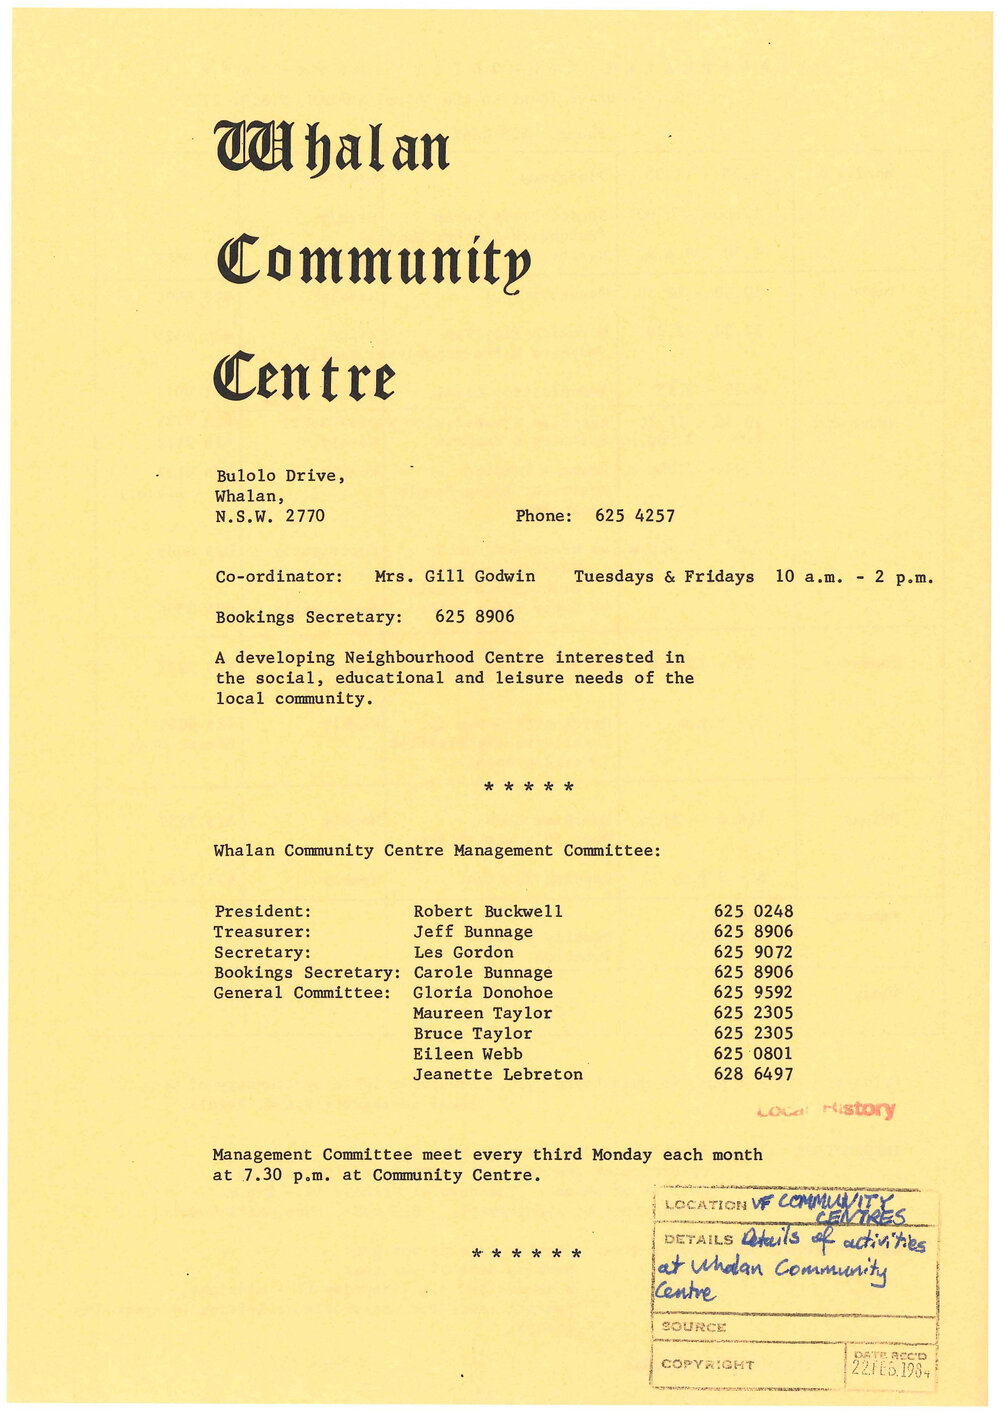 Whalan
Community
Centre
Bulolo Drive,
Whalan,
N.S.W. 2770 Phone: 625 4257
Co-ordinator: Mrs. Gill Godwin Tuesdays & Fridays 10 a.m. - 2 p.m.
Bookings Secretary: 625 8906
A developing Neighbourhood Centre interested in
the social, educational and leisure needs of the
local community.
* * * * *
Whalan Community Centre Management Committee:
President: Robert Buckwell 625 0248
Treasurer: Jeff Bunnage 625 8906
Secretary: Les Gordon 625 9072
Bookings Secretary: Carole Bunnage 625 8906
General Committee: Gloria Donohoe 625 9592
Maureen Taylor 625 2305
Bruce Taylor 625 2305
Eileen Webb 625 0801
Jeanette Lebreton 628 6497
Local History
Management Committee meet every third Monday each month
at 7.30 p.m. at Community Centre.
* * * * * *
LOCATION VF COMMUNITY
CENTRES
DETAILS Details of activities
at Whalan Community
Centre
SOURCE
COPYRIGHT
DATE REC'D
22 FEB. 1984